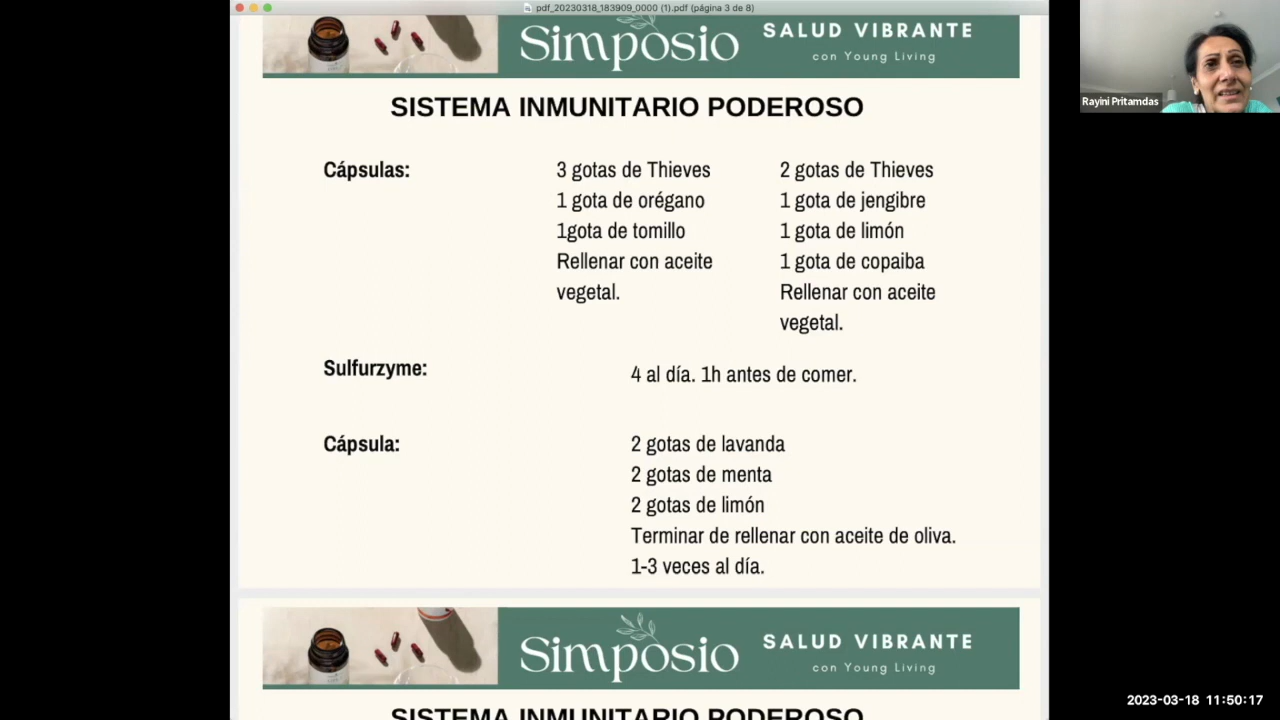 pdf_20230318_183909_0000 (1).pdf (página 3 de 8)
Simposio
SALUD VIBRANTE
con Young Living
Rayini Pritamdas
SISTEMA INMUNITARIO PODEROSO
Cápsulas:
3 gotas de Thieves
1 gota de orégano
1gota de tomillo
Rellenar con aceite
vegetal.
2 gotas de Thieves
1 gota de jengibre
1 gota de limón
1 gota de copaiba
Rellenar con aceite
vegetal.
Sulfurzyme:
4 al día. 1h antes de comer.
Cápsula:
2 gotas de lavanda
2 gotas de menta
2 gotas de limón
Terminar de rellenar con aceite de oliva.
1-3 veces al día.
Simposio
SALUD VIBRANTE
con Young Living
SISTEMA INMUNITARIO PODEROSO
2023-03-18 11:50:17